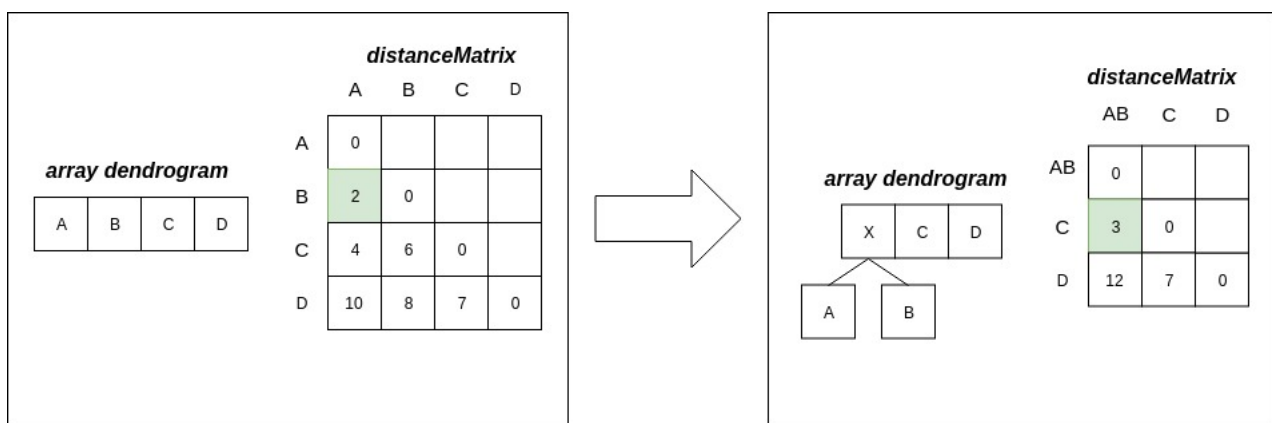 distanceMatrix
A B C D
A 0
array dendrogram
B 2 0
A B C D
C 4 6 0
D 10 8 7 0
distanceMatrix
AB C D
AB 0
array dendrogram
X C D
C 3 0
D 12 7 0
A B